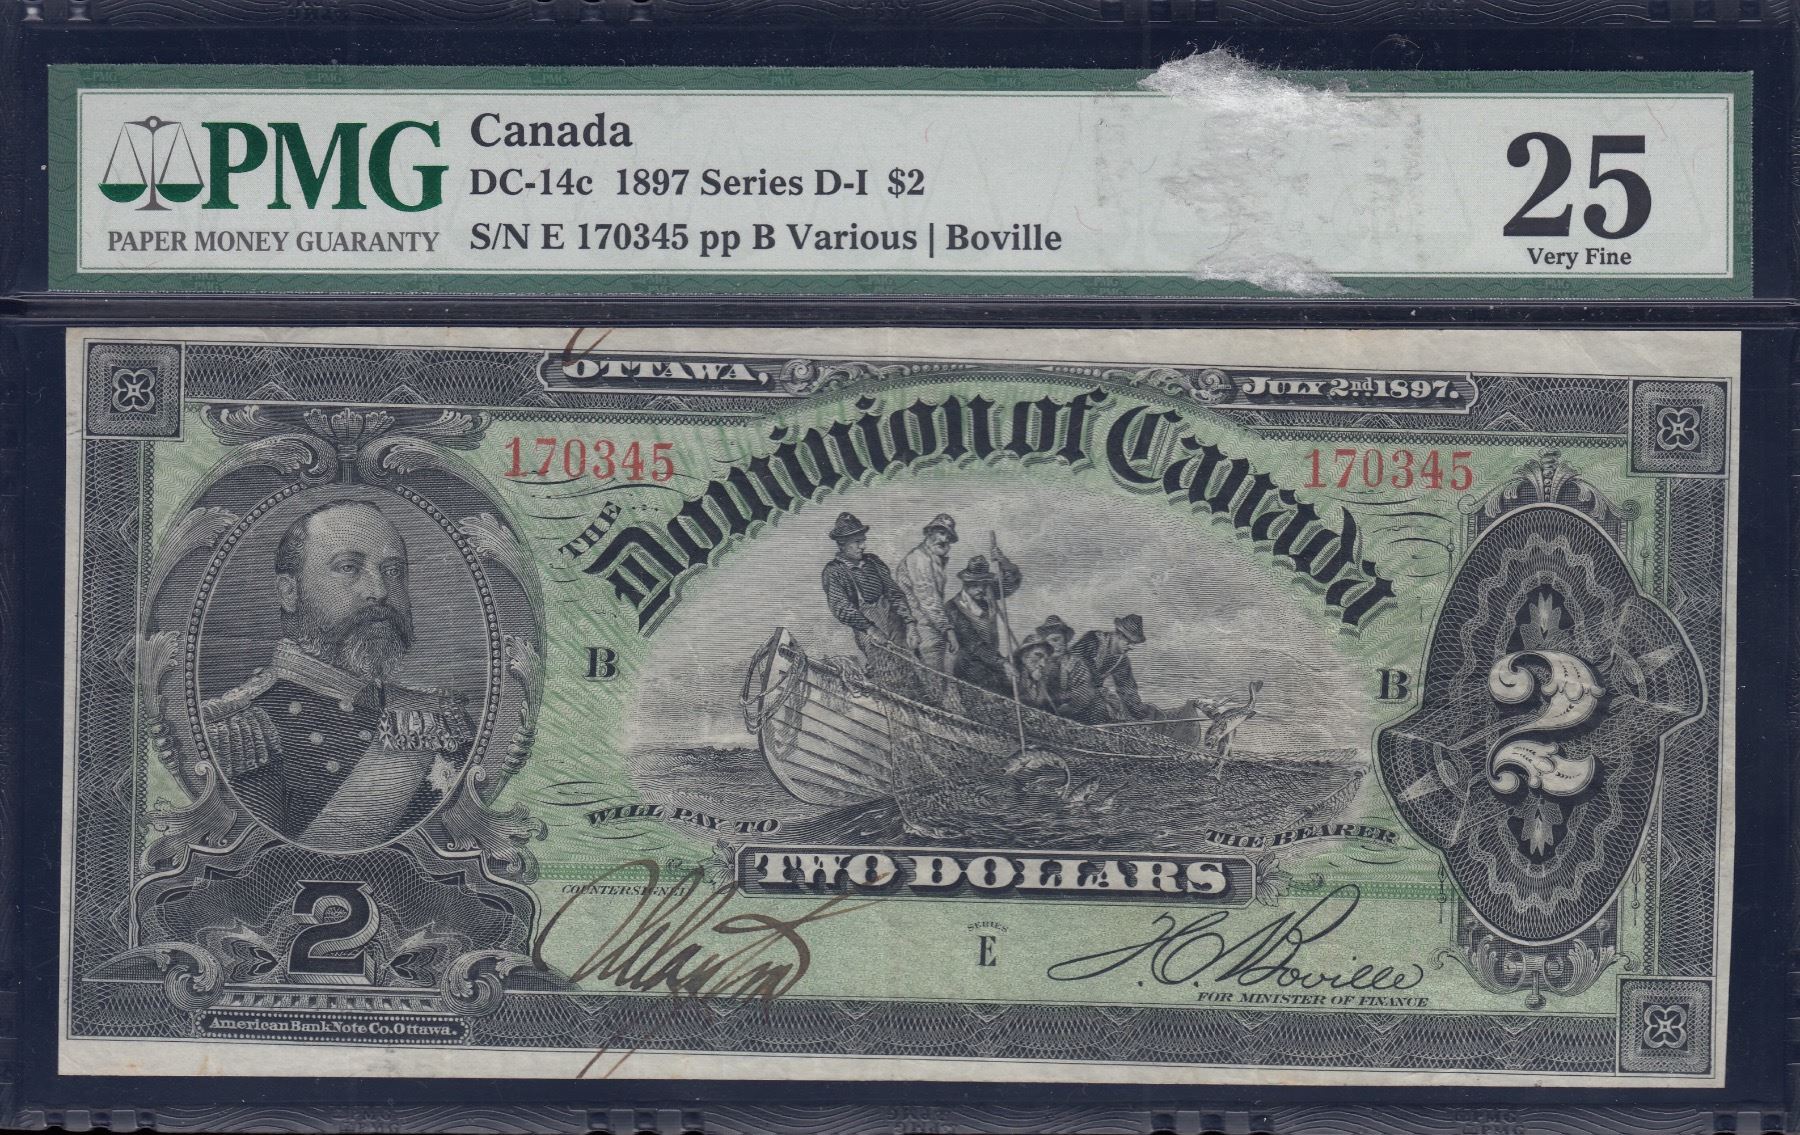 PMG
PAPER MONEY GUARANTY
Canada
DC-14c 1897 Series D-I $2
S/N E 170345 pp B Various | Boville
25
Very Fine
OTTAWA,
JULY 2nd 1897.
170345
170345
THE
Dominion of Canada
B
B
2
WILL PAY TO
THE BEARER
TWO DOLLARS
COUNTERSIGNED
SERIES
E
H.C. Boville
FOR MINISTER OF FINANCE
2
American Bank Note Co. Ottawa.